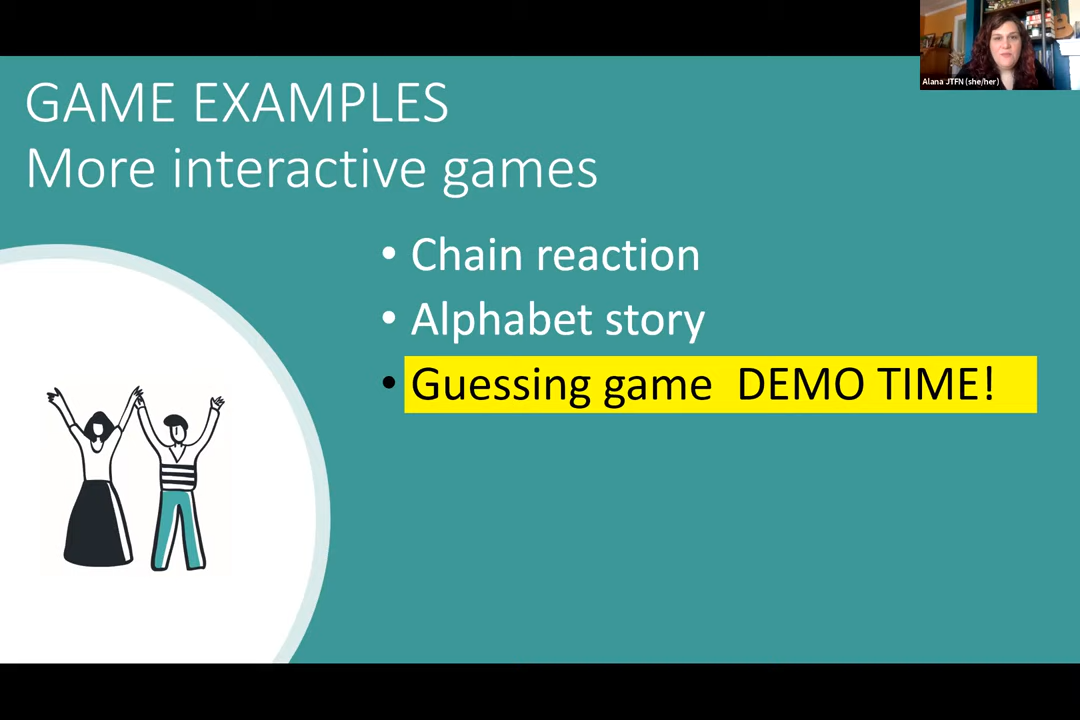 Alana JTFN (she/her)
GAME EXAMPLES
More interactive games
• Chain reaction
• Alphabet story
• Guessing game DEMO TIME!